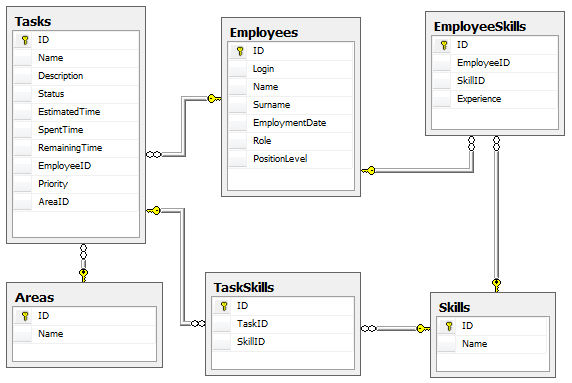 Tasks
ID
Name
Description
Status
EstimatedTime
SpentTime
RemainingTime
EmployeeID
Priority
AreaID
Employees
ID
Login
Name
Surname
EmploymentDate
Role
PositionLevel
EmployeeSkills
ID
EmployeeID
SkillID
Experience
Areas
ID
Name
TaskSkills
ID
TaskID
SkillID
Skills
ID
Name